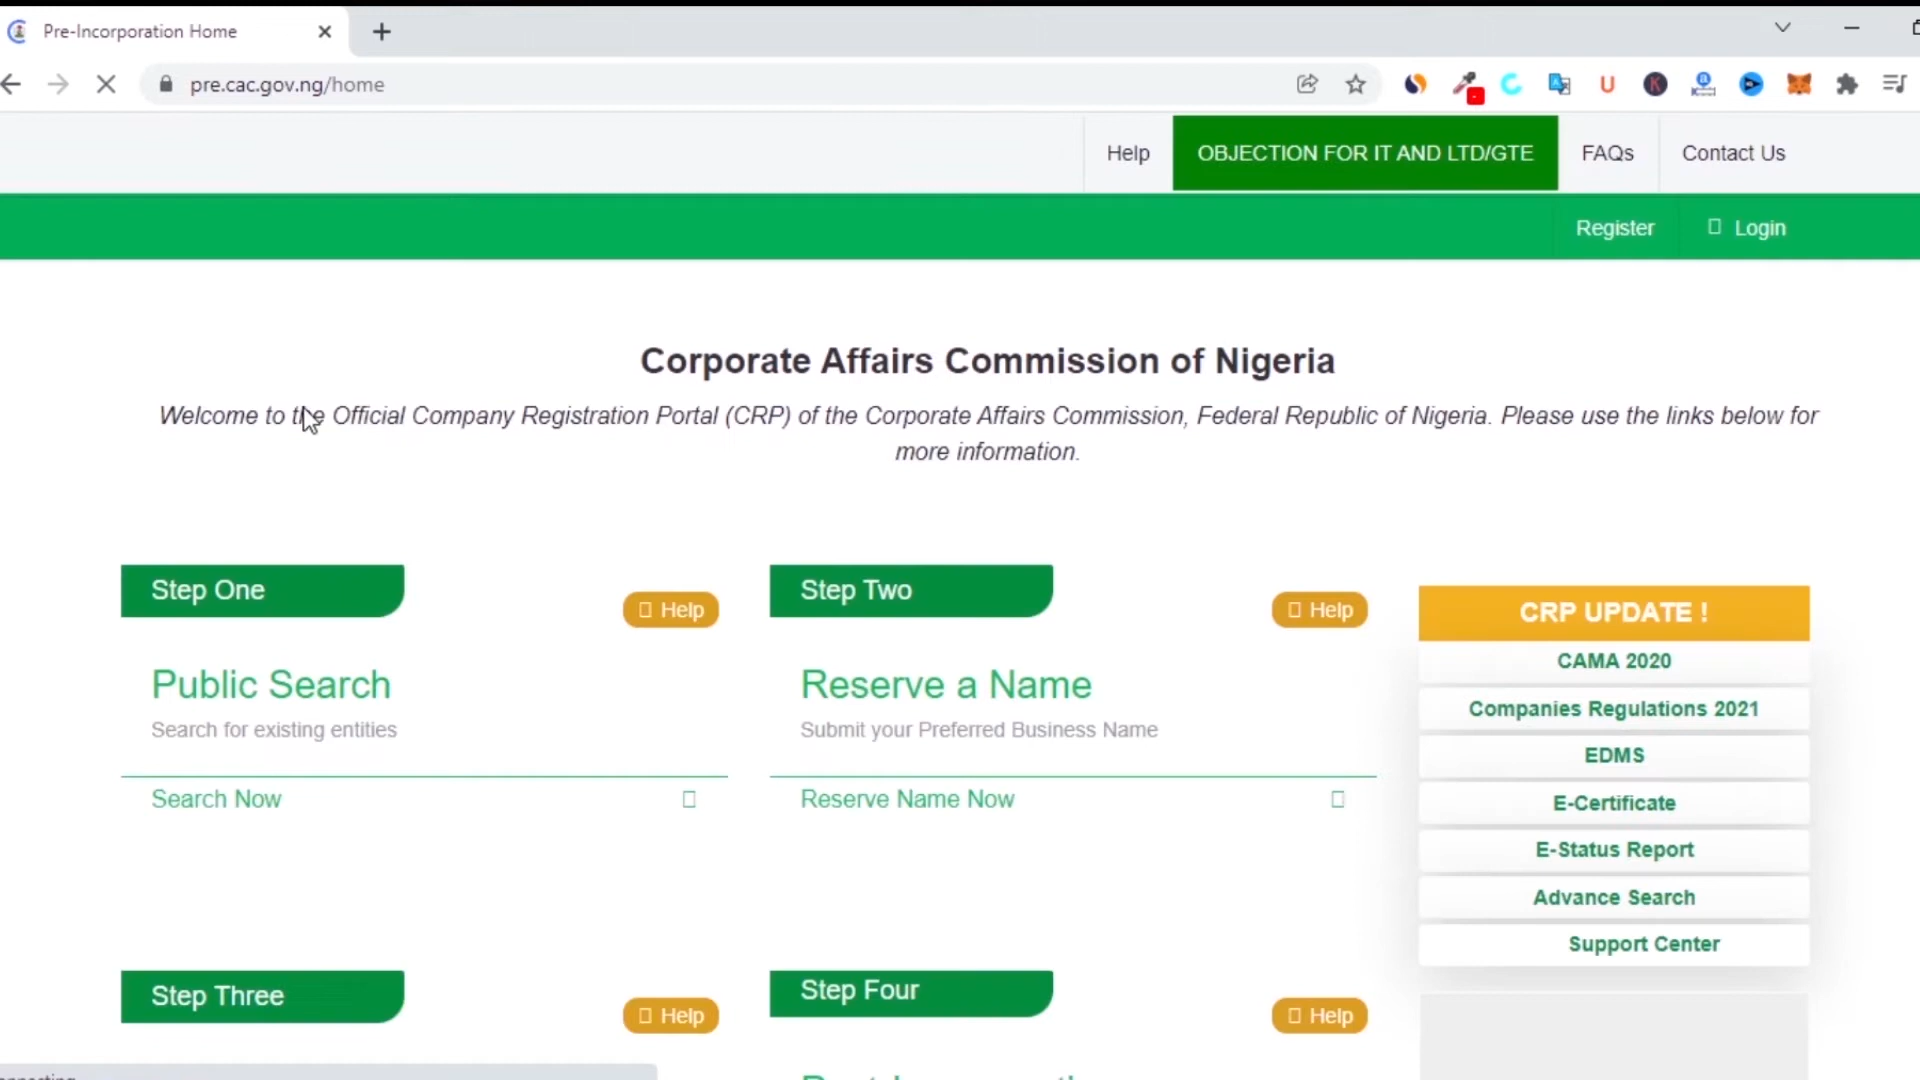 Pre-Incorporation Home
pre.cac.gov.ng/home
Help
OBJECTION FOR IT AND LTD/GTE
FAQs
Contact Us
Register
Login
Corporate Affairs Commission of Nigeria
Welcome to the Official Company Registration Portal (CRP) of the Corporate Affairs Commission, Federal Republic of Nigeria. Please use the links below for
more information.
Step One
Help
Public Search
Search for existing entities
Search Now
Step Two
Help
Reserve a Name
Submit your Preferred Business Name
Reserve Name Now
CRP UPDATE !
CAMA 2020
Companies Regulations 2021
EDMS
E-Certificate
E-Status Report
Advance Search
Support Center
Step Three
Help
Step Four
Help